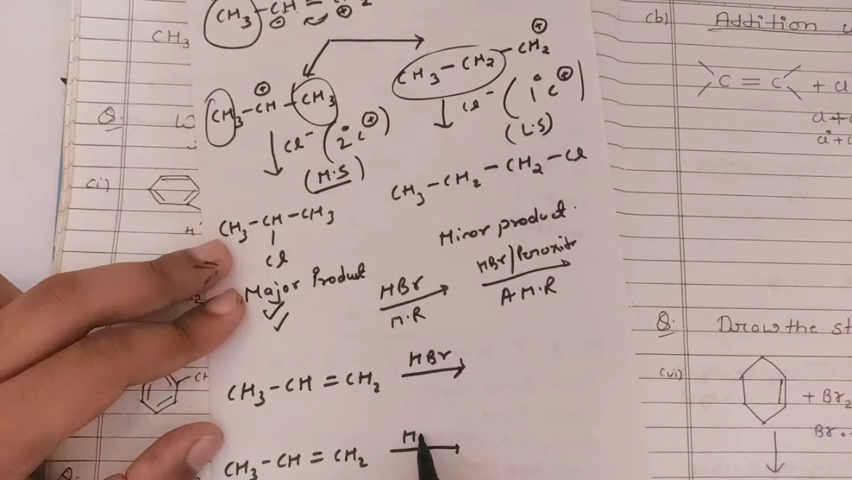 CH3-CH
CH3
CH3-CH-CH3
CH3-CH2-CH2
Cl- (2° C⊕)
(M.S)
Cl- (1° C⊕)
(L.S)
CH3-CH-CH3
Cl
Major Product
CH3-CH2-CH2-Cl
Minor product.
HBr
M.R
HBr/Peroxide
A M.R
CH3-CH=CH2 HBr
CH3-CH=CH2 H
Q.
(i)
(b) Addition
C=C + Cl
Q. Draw the st
(vi)
+ Br2
Br